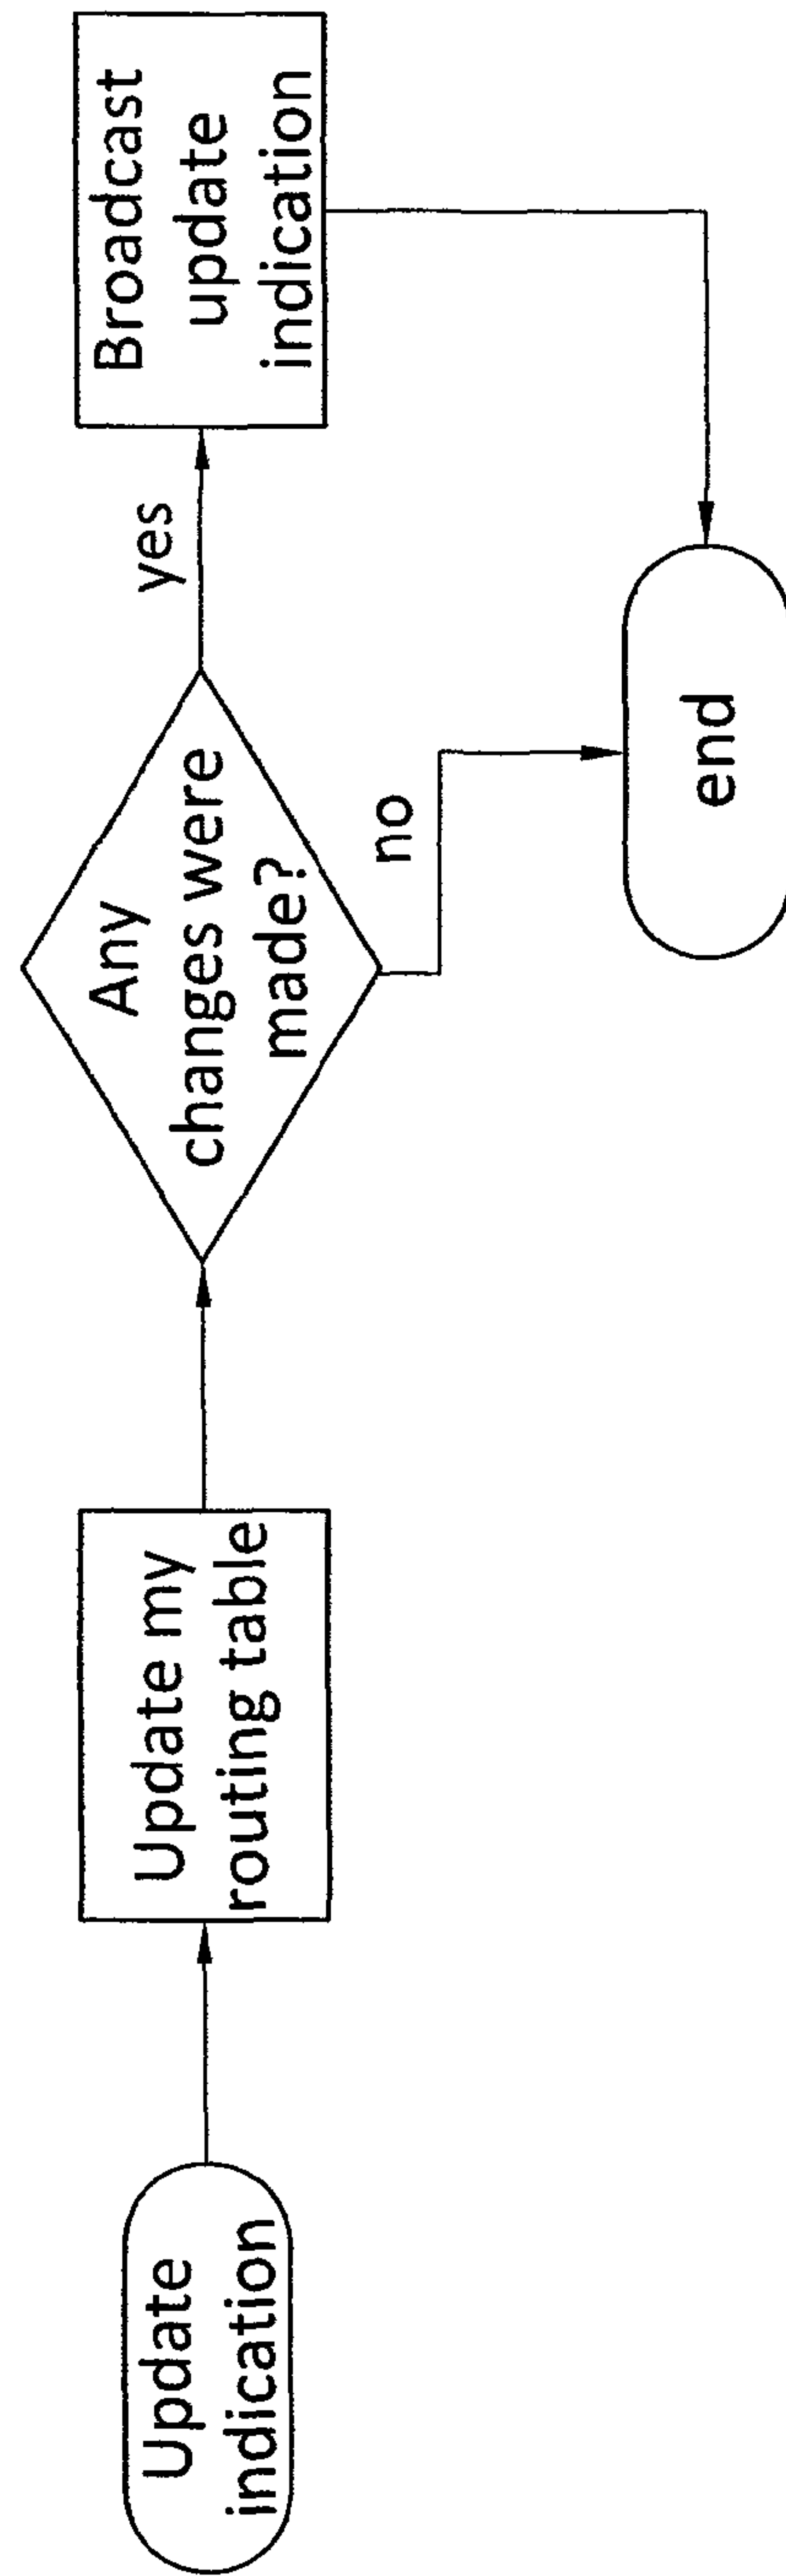 Update
indication
Update my
routing table
Any
changes were
made?
yes
Broadcast
update
indication
no
end